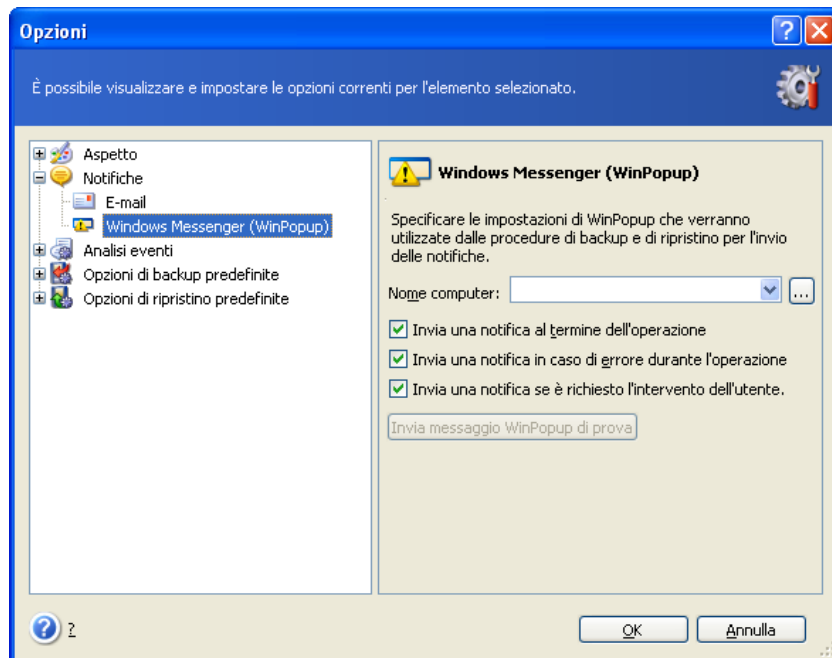 Opzioni
È possibile visualizzare e impostare le opzioni correnti per l'elemento selezionato.
Aspetto
Notifiche
E-mail
Windows Messenger (WinPopup)
Analisi eventi
Opzioni di backup predefinite
Opzioni di ripristino predefinite
Windows Messenger (WinPopup)
Specificare le impostazioni di WinPopup che verranno
utilizzate dalle procedure di backup e di ripristino per l'invio
delle notifiche.
Nome computer:
...
Invia una notifica al termine dell'operazione
Invia una notifica in caso di errore durante l'operazione
Invia una notifica se è richiesto l'intervento dell'utente.
Invia messaggio WinPopup di prova
?
OK
Annulla